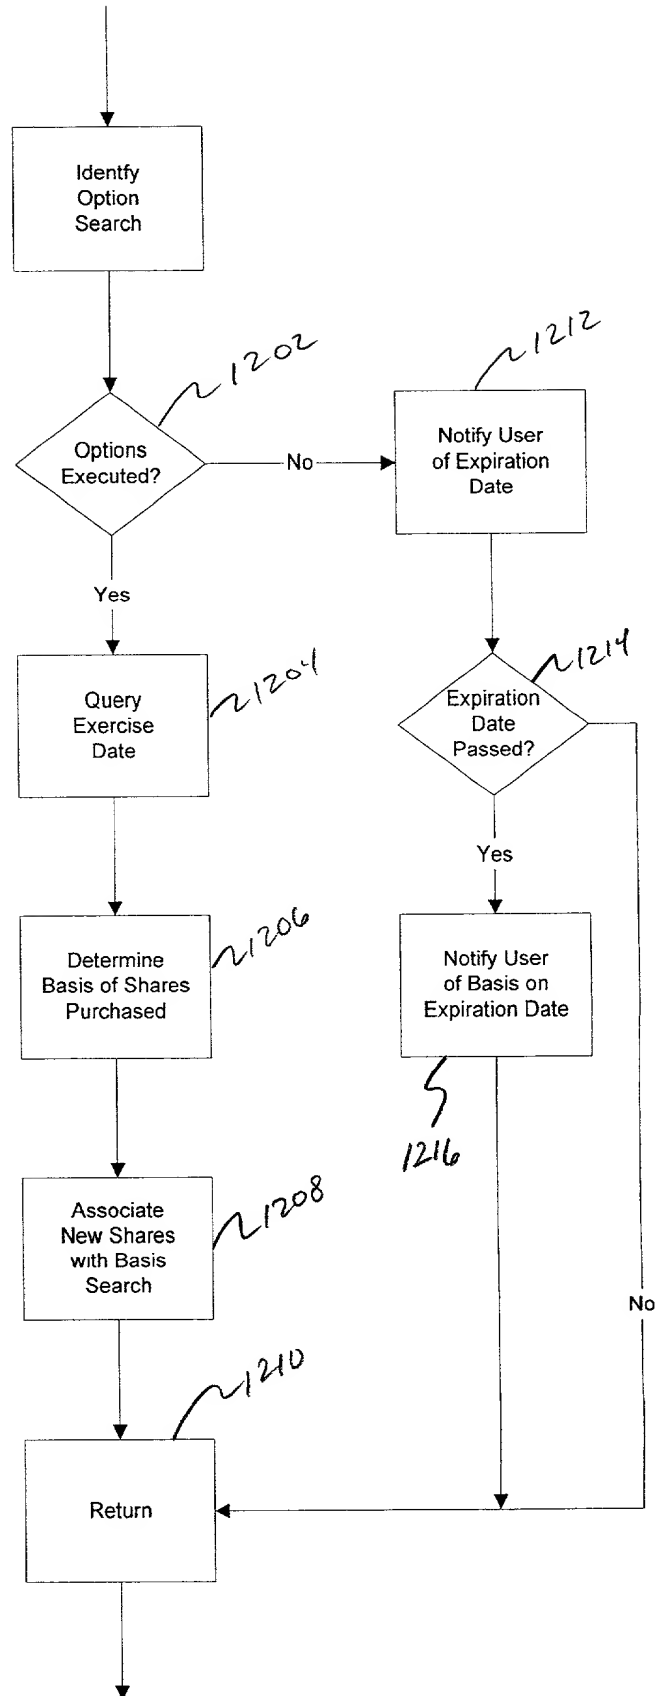 Identfy
Option
Search
1202
Options
Executed?
No
1212
Notify User
of Expiration
Date
Yes
1204
Query
Exercise
Date
1214
Expiration
Date
Passed?
Yes
1206
Determine
Basis of Shares
Purchased
Notify User
of Basis on
Expiration Date
1216
1208
Associate
New Shares
with Basis
Search
No
1210
Return